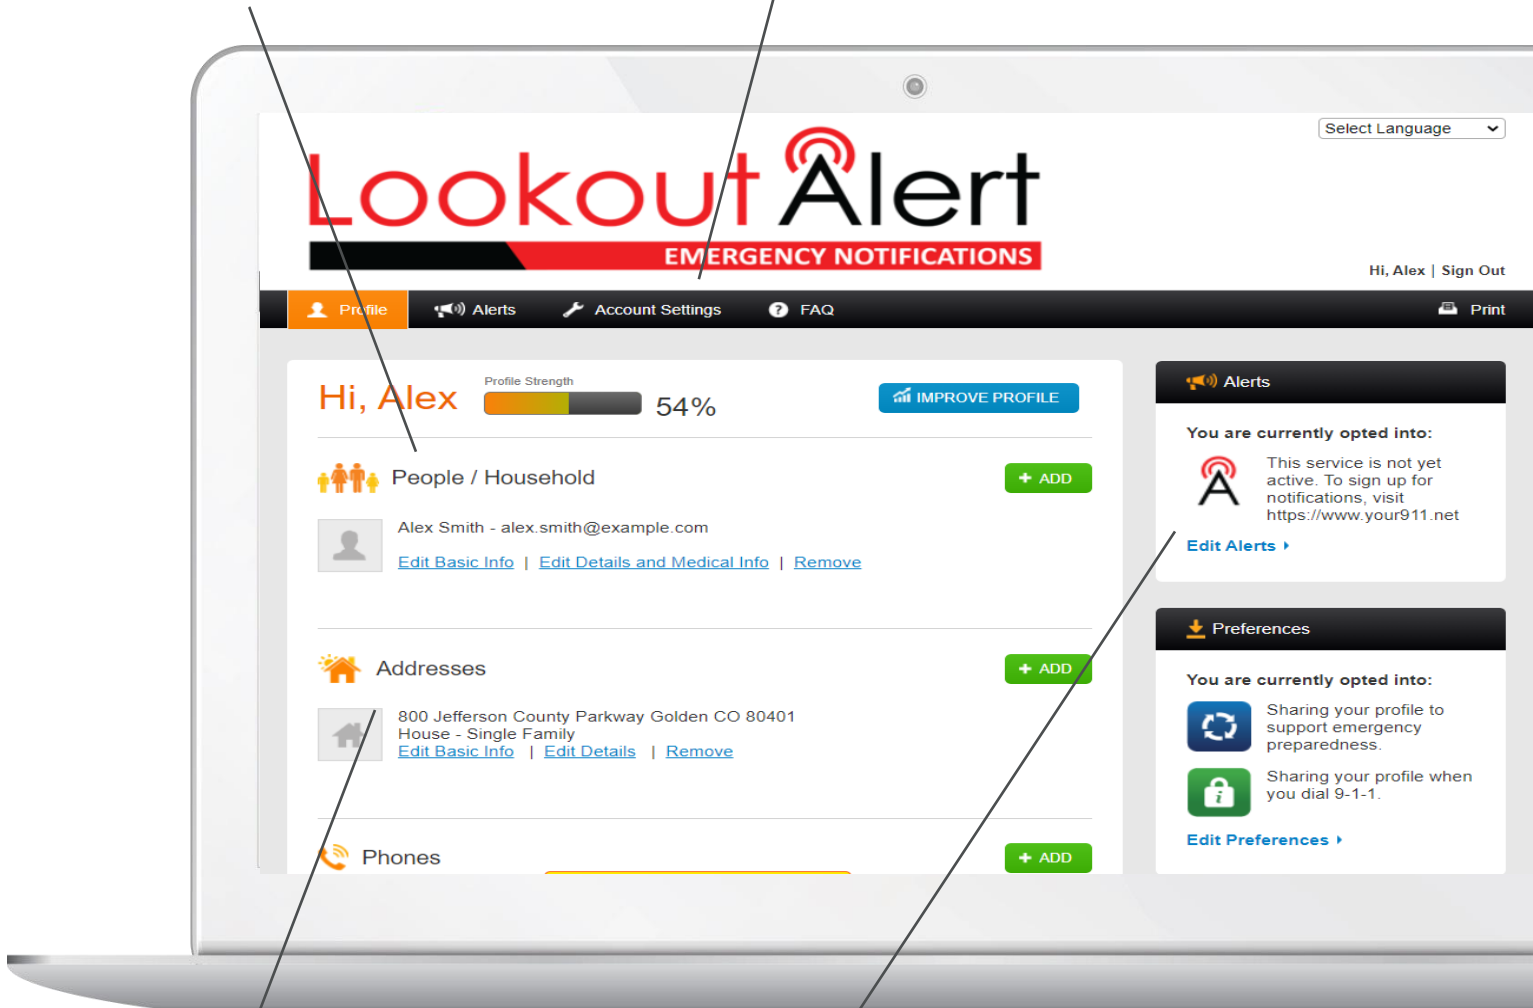 Select Language
Lookout Alert
EMERGENCY NOTIFICATIONS
Hi, Alex | Sign Out
Profile
Alerts
Account Settings
? FAQ
Print
Hi, Alex
Profile Strength
54%
IMPROVE PROFILE
People / Household
+ ADD
Alex Smith - alex.smith@example.com
Edit Basic Info | Edit Details and Medical Info | Remove
Addresses
+ ADD
800 Jefferson County Parkway Golden CO 80401
House - Single Family
Edit Basic Info | Edit Details | Remove
Phones
+ ADD
Alerts
You are currently opted into:
A
This service is not yet
active. To sign up for
notifications, visit
https://www.your911.net
Edit Alerts
Preferences
You are currently opted into:
Sharing your profile to
support emergency
preparedness.
i
Sharing your profile when
you dial 9-1-1.
Edit Preferences